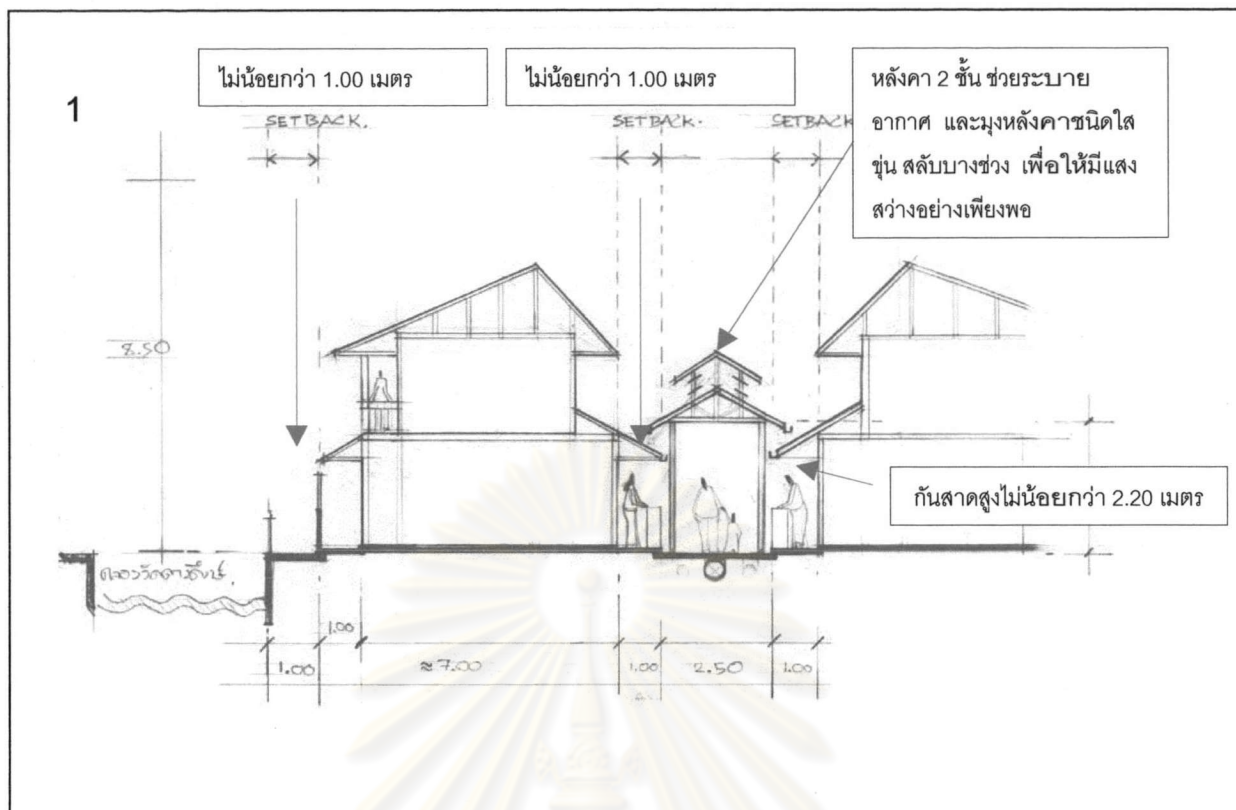 1
ไม่น้อยกว่า 1.00 เมตร
ไม่น้อยกว่า 1.00 เมตร
หลังคา 2 ชั้น ช่วยระบาย
อากาศ และมุงหลังคาชนิดใส
ขุ่น สลับบางช่วง เพื่อให้มีแสง
สว่างอย่างเพียงพอ
SETBACK.
SETBACK.
SETBACK
8.50
กันสาดสูงไม่น้อยกว่า 2.20 เมตร
1.00
1.00
≈7.00
1.00
2.50
1.00